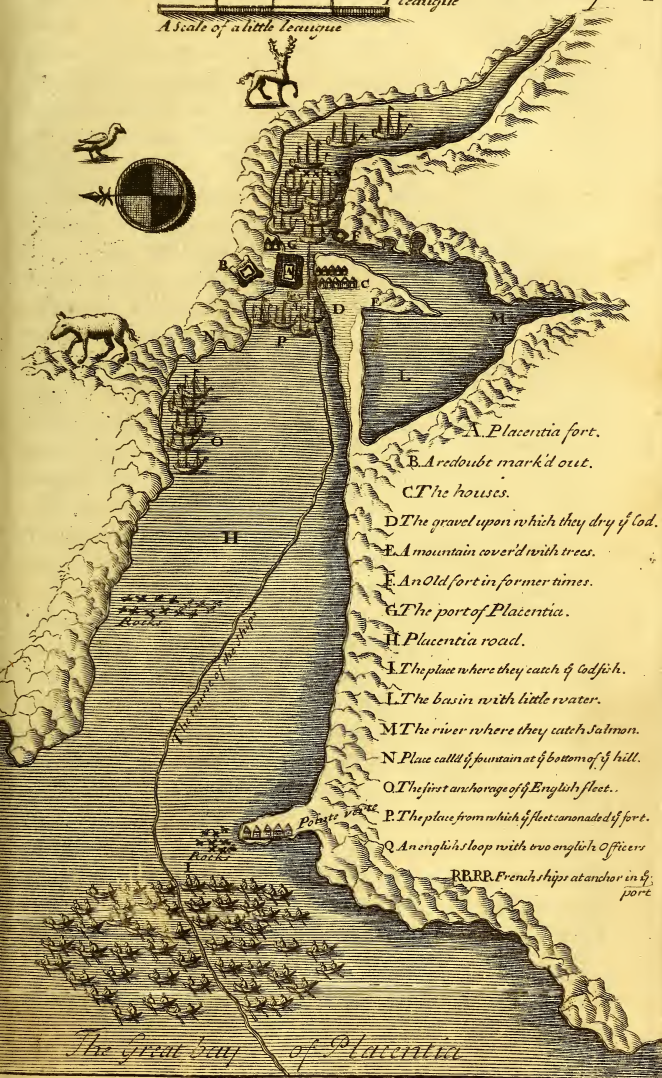 1 leaugue
A scale of a little leaugue
G
F
B
C
D
E
N
M
P
L
O
H
Rocks
The course of the ships
A. Placentia fort.
B. A redoubt mark'd out.
C The houses.
D The gravel upon which they dry ÿ Cod.
E. A mountain cover'd with trees.
F. An Old fort in former times.
G The port of Placentia.
H Placentia road.
I. The place where they catch ÿ Codfish.
L. The basin with little water.
M The river where they catch Salmon.
N. Place call'd ÿ fountain at ÿ bottom of ÿ hill.
O The first anchorage of ÿ English fleet..
P. The place from which ÿ fleet canonaded ÿ fort.
Q An english sloop with two english Officers
RRRR French ships at anchor in ÿ
port
Pointe verte
Rocks
I
The Great bay of Placentia